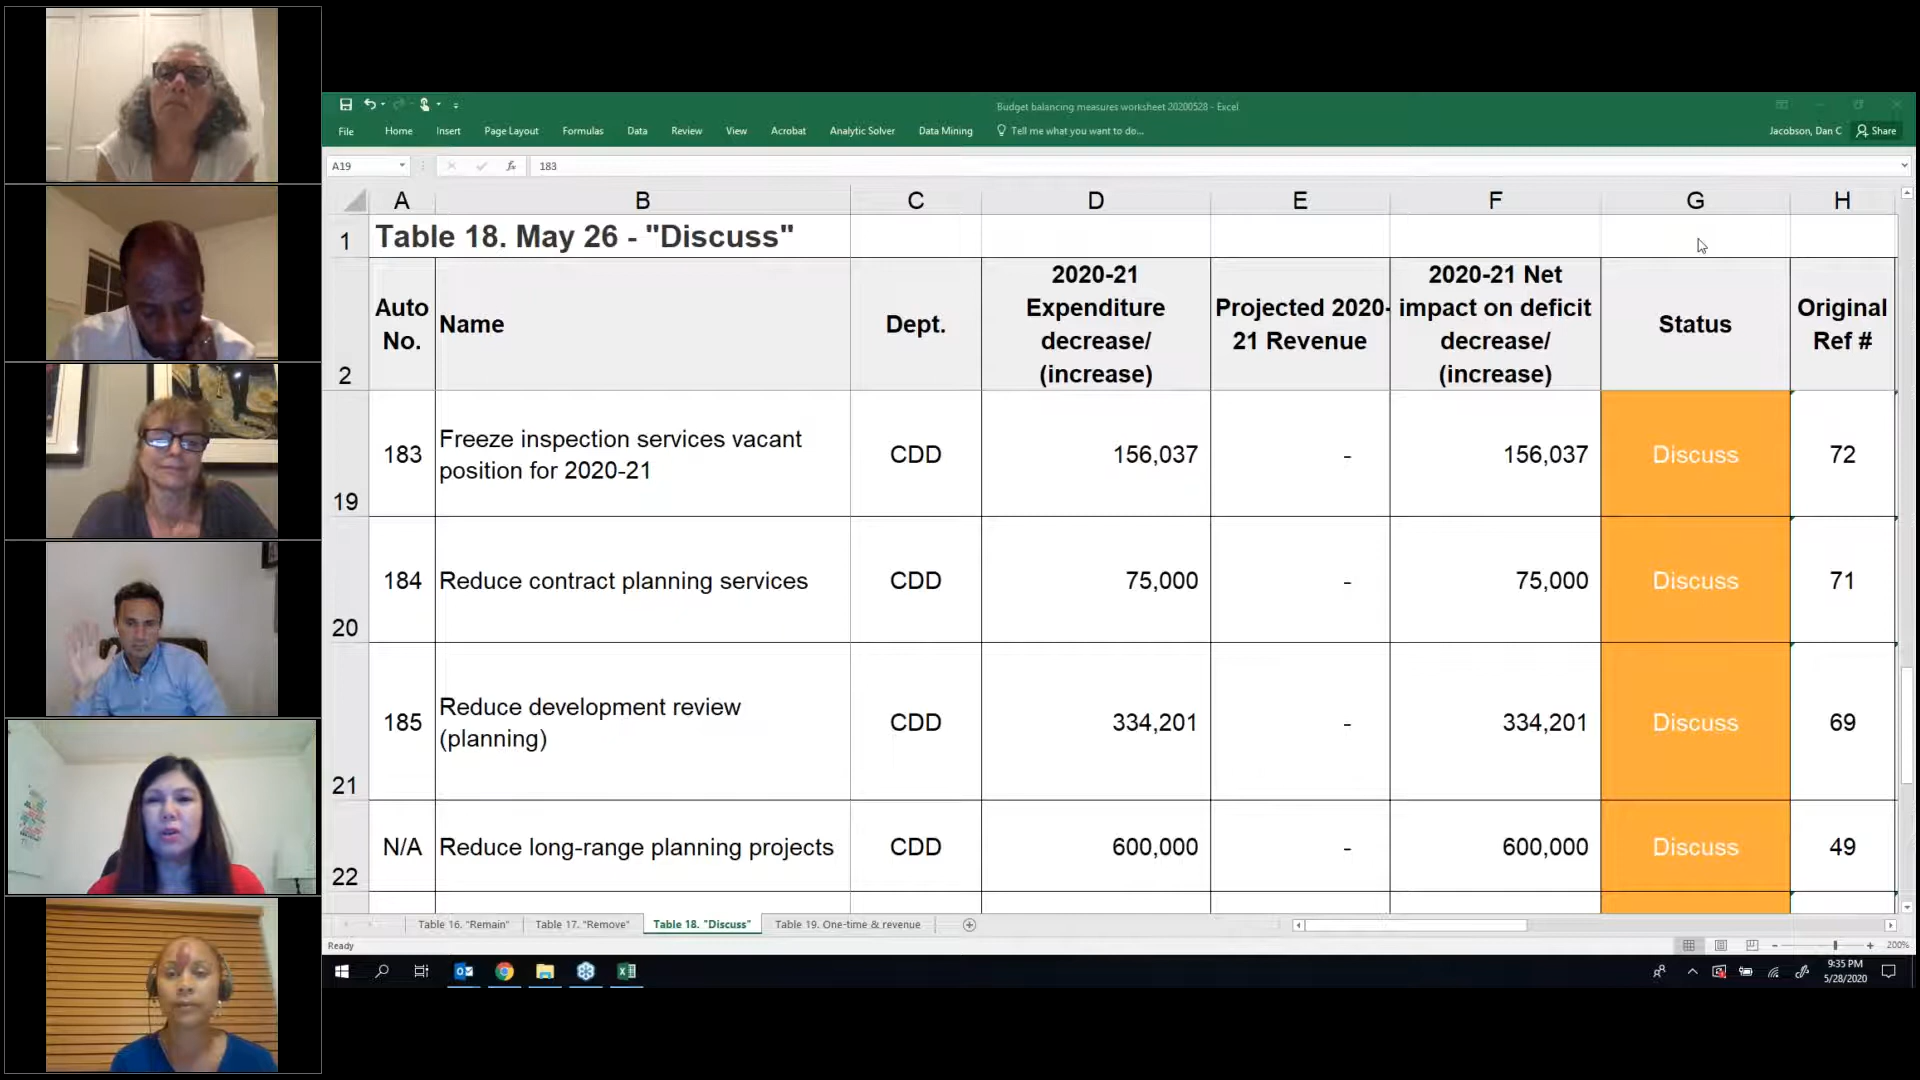 Budget balancing measures worksheet 20200528 - Excel
File Home Insert Page Layout Formulas Data Review View Acrobat Analytic Solver Data Mining Tell me what you want to do... Jacobson, Dan C Share
A19 fx 183
A B C D E F G H
1 Table 18. May 26 - "Discuss"
2020-21 2020-21 Net
Auto Expenditure Projected 2020- impact on deficit Original
Name Dept. Status
No. decrease/ 21 Revenue decrease/ Ref #
2 (increase) (increase)
Freeze inspection services vacant
183 CDD 156,037 - 156,037 Discuss 72
position for 2020-21
19
184 Reduce contract planning services CDD 75,000 - 75,000 Discuss 71
20
Reduce development review
185 CDD 334,201 - 334,201 Discuss 69
(planning)
21
N/A Reduce long-range planning projects CDD 600,000 - 600,000 Discuss 49
22
Table 16. "Remain" Table 17. "Remove" Table 18. "Discuss" Table 19. One-time & revenue
Ready 200%
9:35 PM
5/28/2020